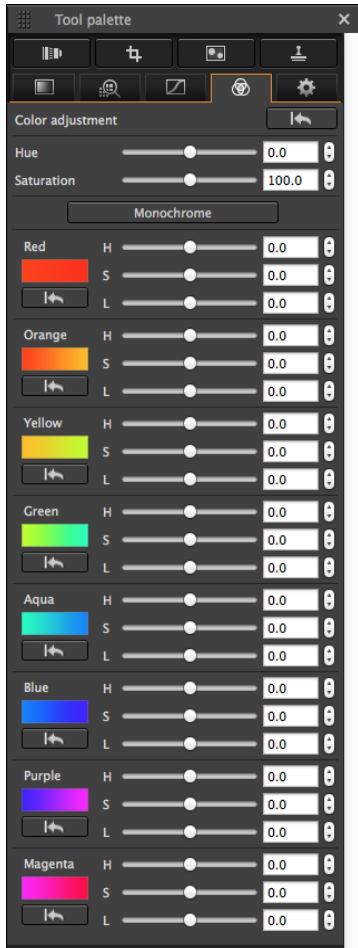 Tool palette
Color adjustment
Hue 0.0
Saturation 100.0
Monochrome
Red H 0.0
S 0.0
L 0.0
Orange H 0.0
S 0.0
L 0.0
Yellow H 0.0
S 0.0
L 0.0
Green H 0.0
S 0.0
L 0.0
Aqua H 0.0
S 0.0
L 0.0
Blue H 0.0
S 0.0
L 0.0
Purple H 0.0
S 0.0
L 0.0
Magenta H 0.0
S 0.0
L 0.0